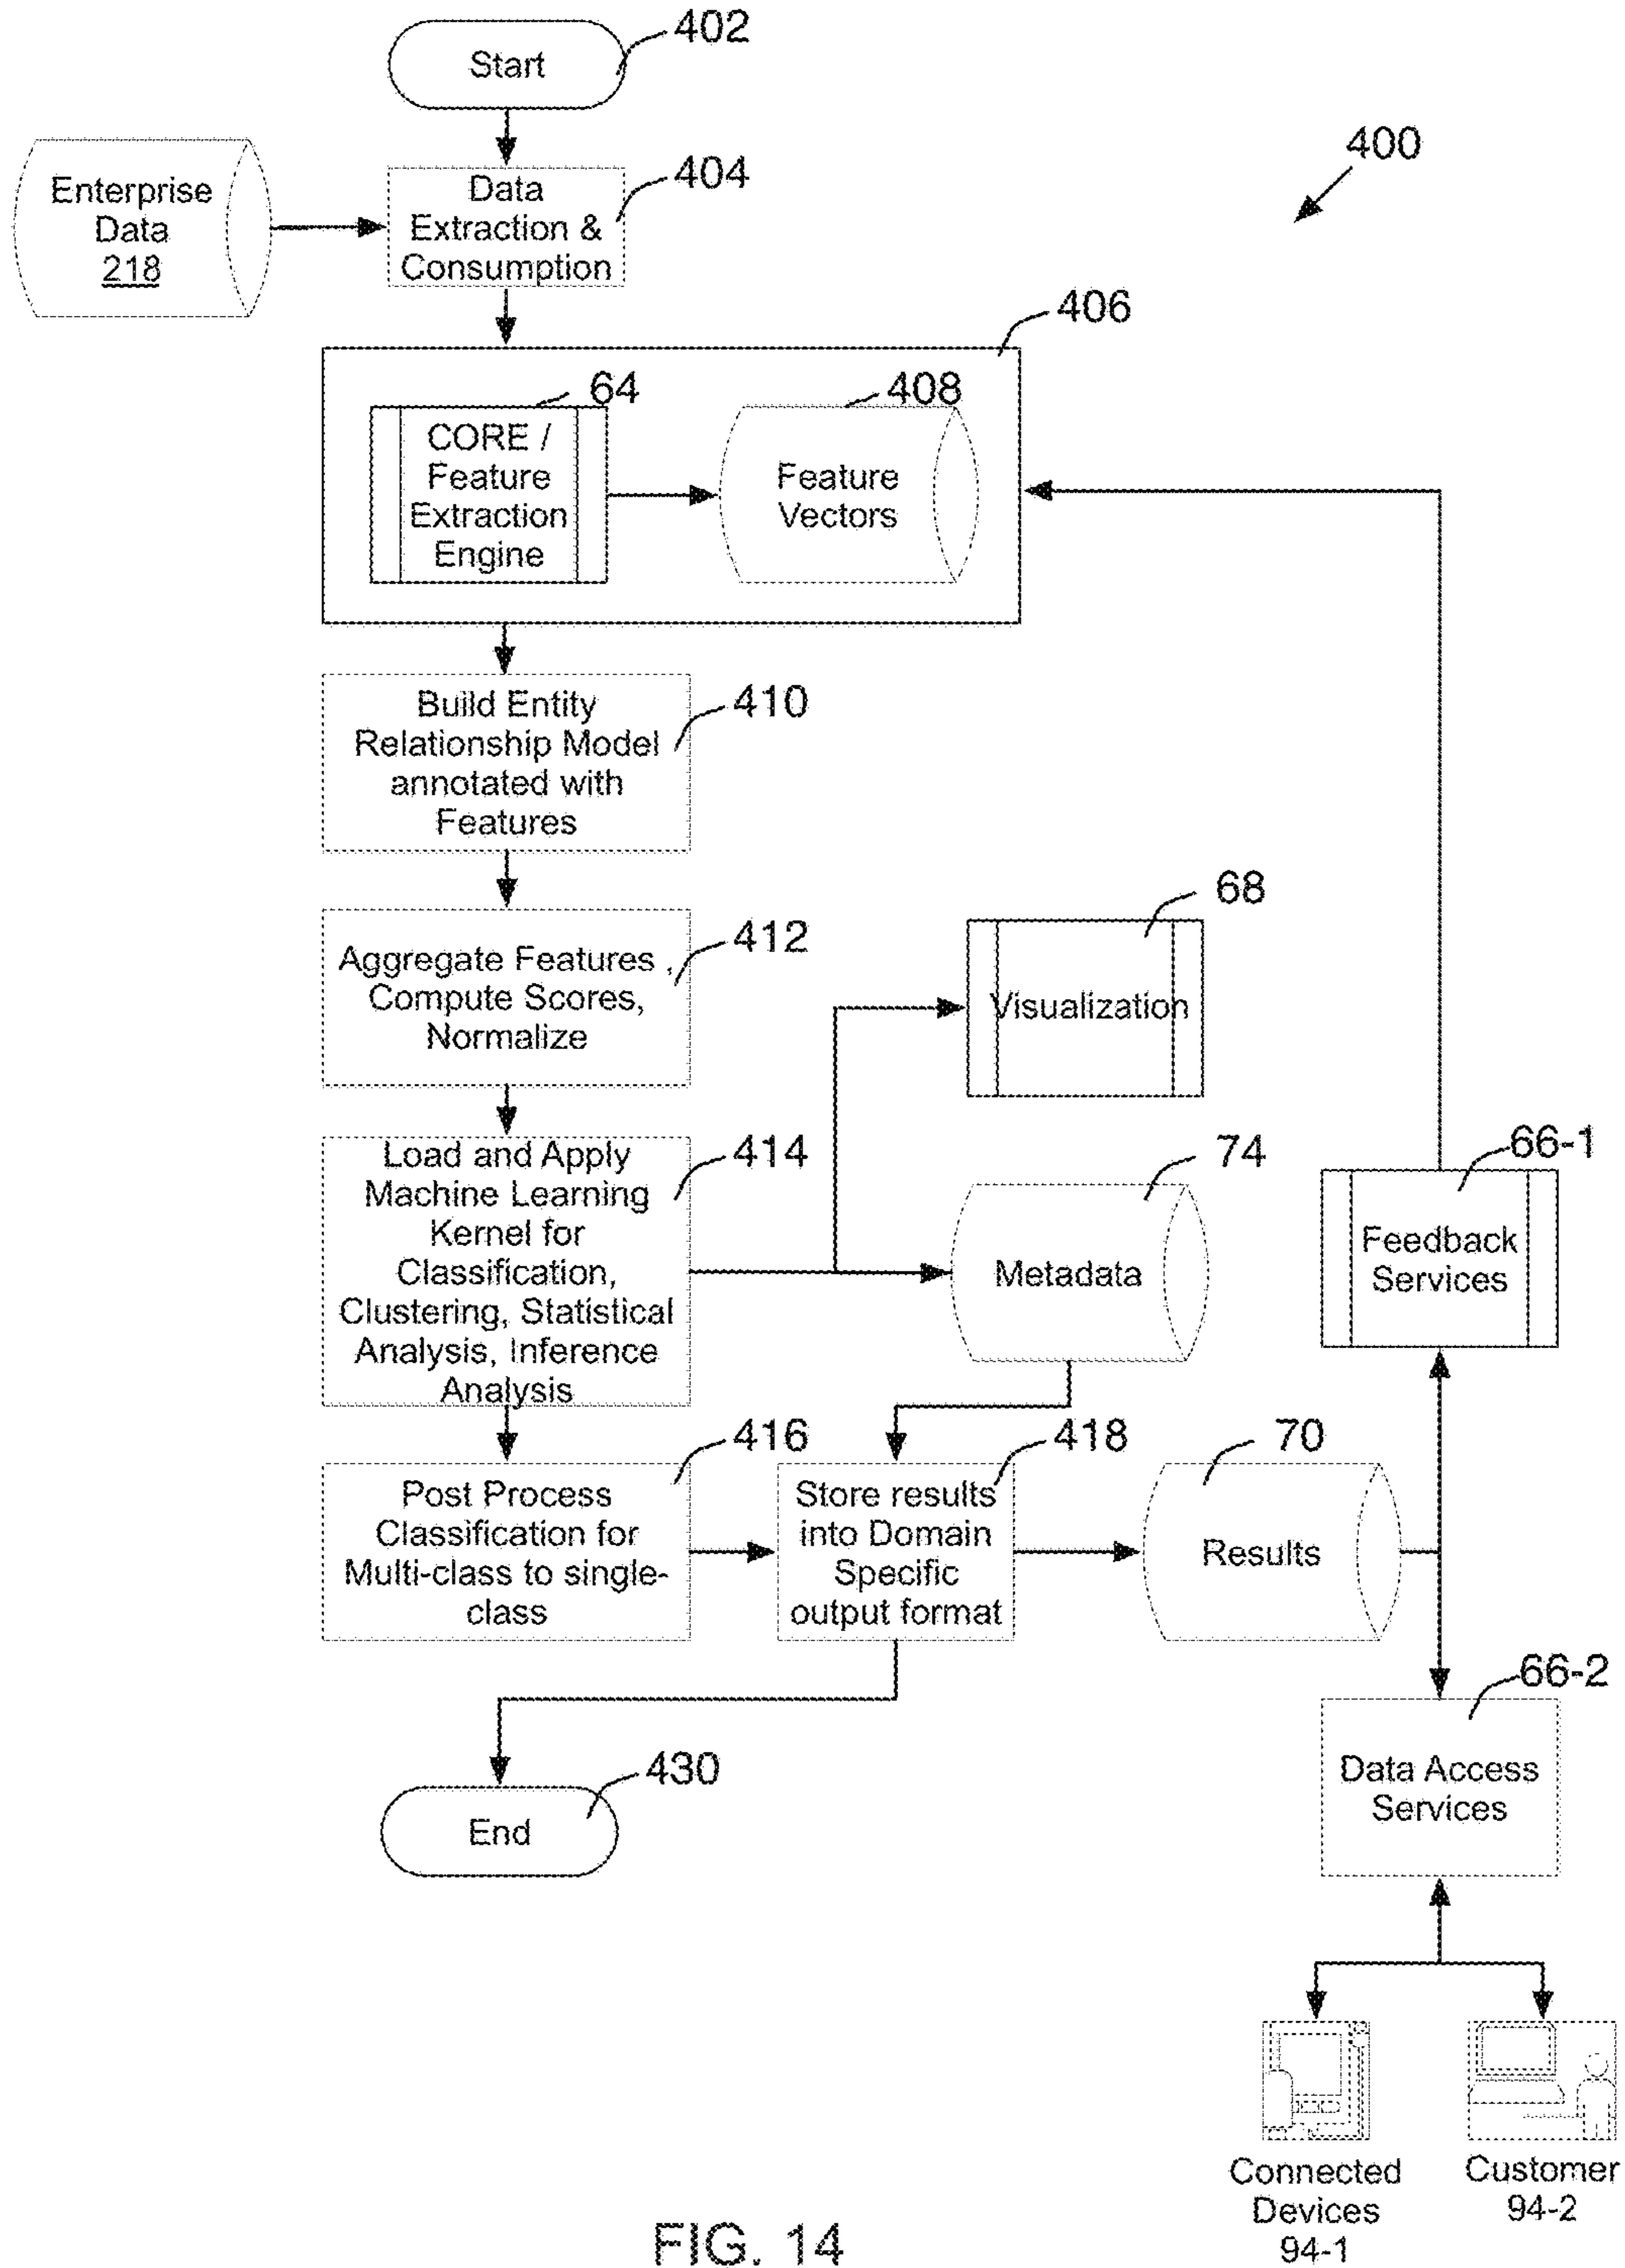 402
Start
400
Enterprise
Data
218
404
Data
Extraction &
Consumption
406
64
CORE /
Feature
Extraction
Engine
408
Feature
Vectors
410
Build Entity
Relationship Model
annotated with
Features
412
Aggregate Features ,
Compute Scores,
Normalize
68
Visualization
414
Load and Apply
Machine Learning
Kernel for
Classification,
Clustering, Statistical
Analysis, Inference
Analysis
74
Metadata
66-1
Feedback
Services
416
Post Process
Classification for
Multi-class to single-
class
418
Store results
into Domain
Specific
output format
70
Results
66-2
Data Access
Services
430
End
Connected
Devices
94-1
Customer
94-2
FIG. 14